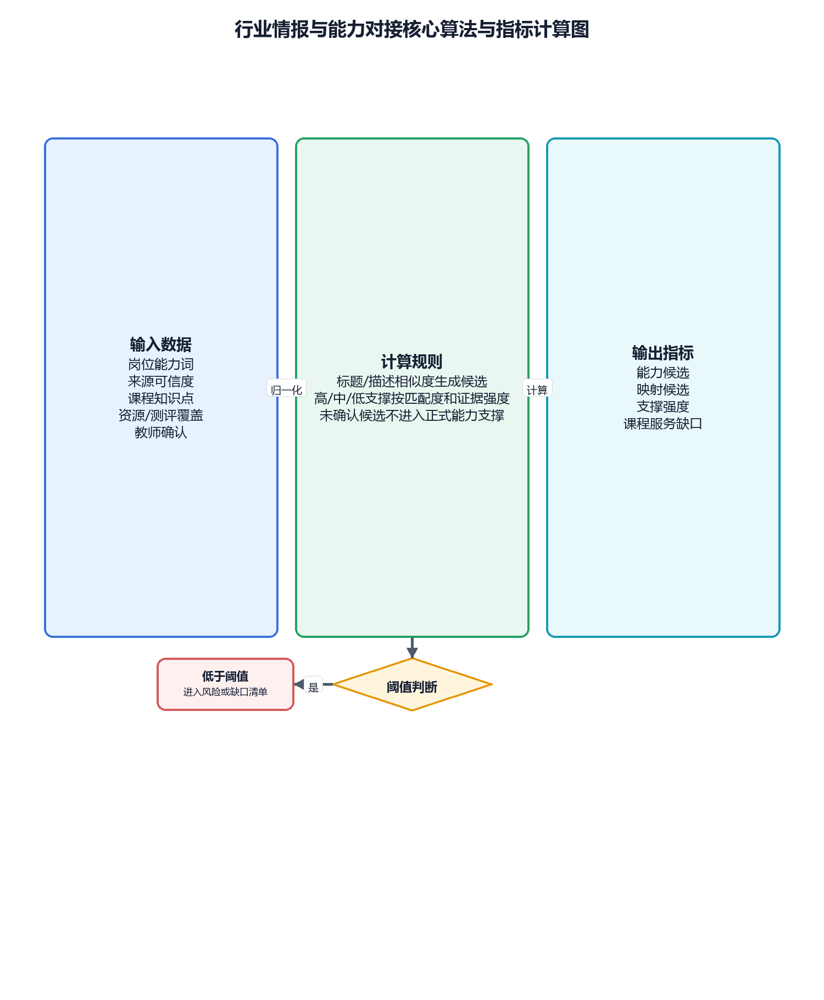 行业情报与能力对接核心算法与指标计算图
输入数据
岗位能力词
来源可信度
课程知识点
资源/测评覆盖
教师确认
归一化
计算规则
标题/描述相似度生成候选
高/中/低支撑按匹配度和证据强度
未确认候选不进入正式能力支撑
计算
输出指标
能力候选
映射候选
支撑强度
课程服务缺口
低于阈值
进入风险或缺口清单
是
阈值判断